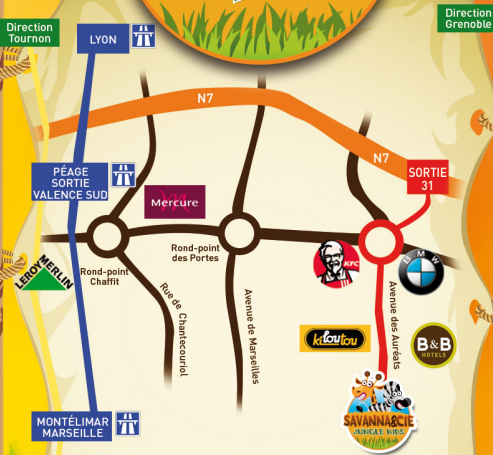 Direction
Tournon
LYON
Direction
Grenoble
N7
N7
PÉAGE
SORTIE
VALENCE SUD
SORTIE
31
Mercure
Rond-point
des Portes
KFC
BMW
LEROY MERLIN
Rond-point
Chaffit
Rue de Chantecouriol
Avenue de Marseilles
Avenue des Auréats
kiloutou
B&B
HOTELS
MONTÉLIMAR
MARSEILLE
SAVANNA&CIE
JUNGLE KIDS